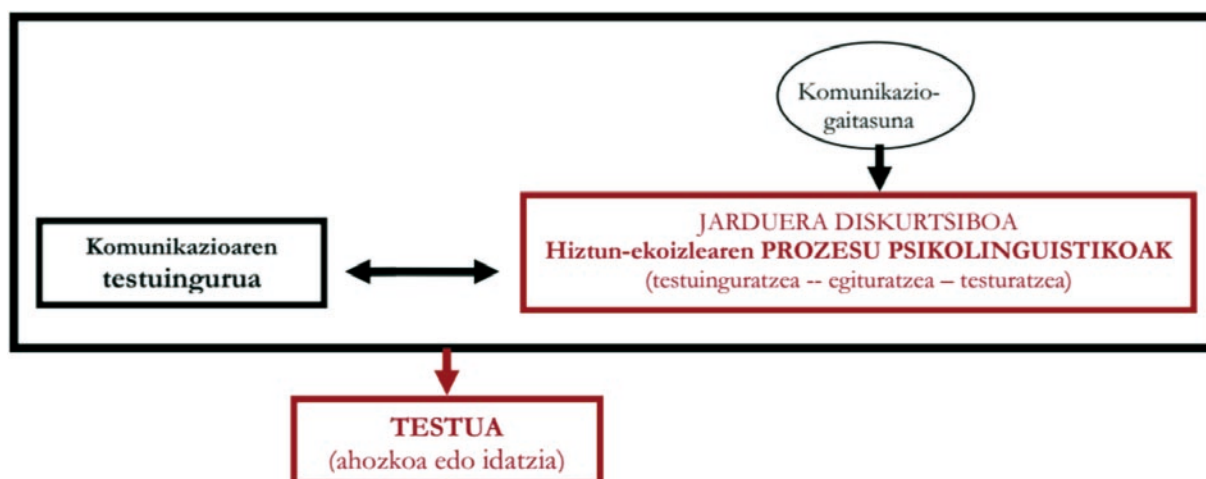 Komunikazio-
gaitasuna
JARDUERA DISKURTSIBOA
Hiztun-ekoizlearen PROZESU PSIKOLINGUISTIKOAK
(testuinguratzea -- egituratzea – testuratzea)
Komunikazioaren
testuingurua
TESTUA
(ahozkoa edo idatzia)